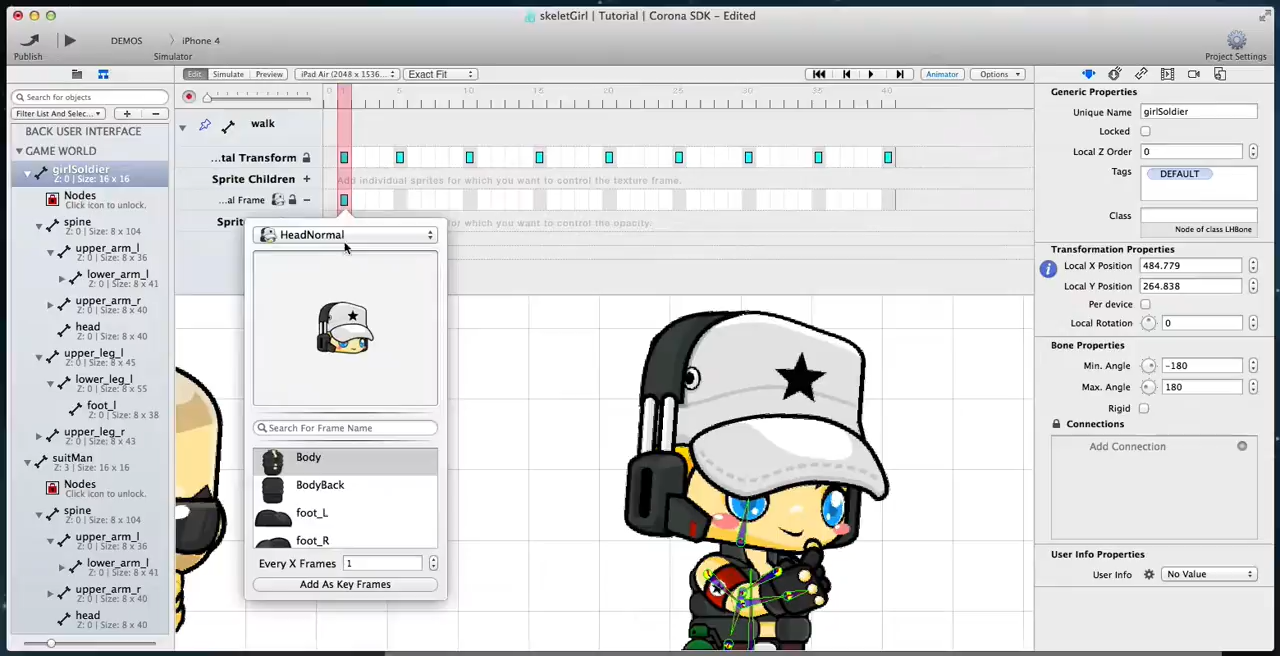 skeletGirl | Tutorial | Corona SDK - Edited
DEMOS
iPhone 4
Publish
Simulator
Project Settings
Edit
Simulate
Preview
iPad Air (2048 x 1536...
Exact Fit
Animator
Options
Search for objects
Filter List And Selec...
+
−
BACK USER INTERFACE
GAME WORLD
girlSoldier
Z: 0 | Size: 16 x 16
Nodes
Click icon to unlock.
spine
Z: 0 | Size: 8 x 104
upper_arm_l
Z: 0 | Size: 8 x 36
lower_arm_l
Z: 0 | Size: 8 x 41
upper_arm_r
Z: 0 | Size: 8 x 40
head
Z: 0 | Size: 8 x 40
upper_leg_l
Z: 0 | Size: 8 x 45
lower_leg_l
Z: 0 | Size: 8 x 55
foot_l
Z: 0 | Size: 8 x 38
upper_leg_r
Z: 0 | Size: 8 x 43
suitMan
Z: 3 | Size: 16 x 16
Nodes
Click icon to unlock.
spine
Z: 0 | Size: 8 x 104
upper_arm_l
Z: 0 | Size: 8 x 36
lower_arm_l
Z: 0 | Size: 8 x 41
upper_arm_r
Z: 0 | Size: 8 x 40
head
Z: 0 | Size: 8 x 40
0 1 5 10 15 20 25 30 35 40
walk
...tal Transform
Sprite Children +
Add individual sprites for which you want to control the texture frame.
...al Frame −
for which you want to control the opacity.
HeadNormal
Search For Frame Name
Body
BodyBack
foot_L
foot_R
Every X Frames 1
Add As Key Frames
Generic Properties
Unique Name girlSoldier
Locked
Local Z Order 0
Tags DEFAULT
Class
Node of class LHBone
Transformation Properties
Local X Position 484.779
Local Y Position 264.838
Per device
Local Rotation 0
Bone Properties
Min. Angle -180
Max. Angle 180
Rigid
Connections
Add Connection
User Info Properties
User Info No Value